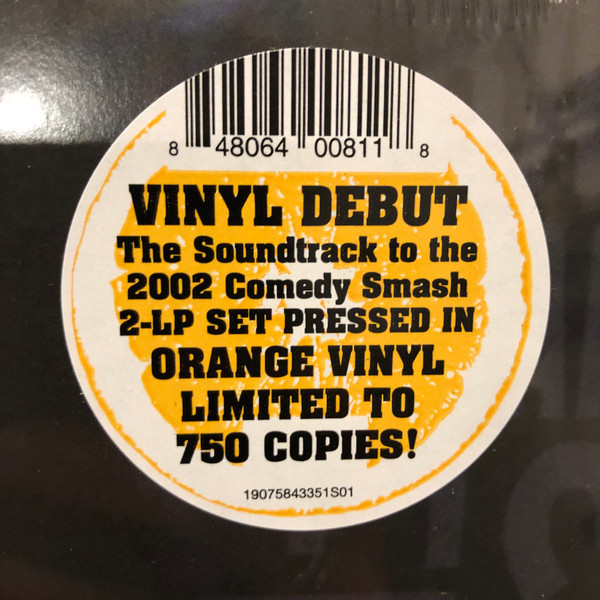 8 48064 00811 8
VINYL DEBUT
The Soundtrack to the
2002 Comedy Smash
2-LP SET PRESSED IN
ORANGE VINYL
LIMITED TO
750 COPIES!
19075843351S01